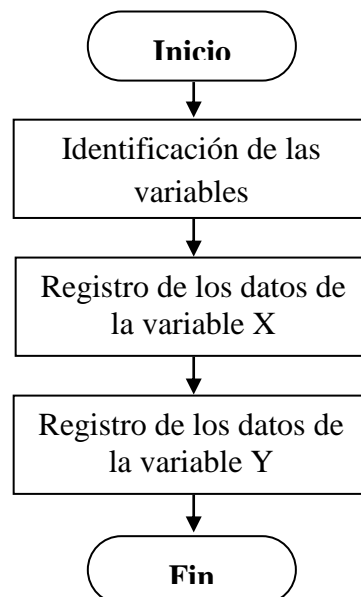 Inicio
Identificación de las
variables
Registro de los datos de
la variable X
Registro de los datos de
la variable Y
Fin